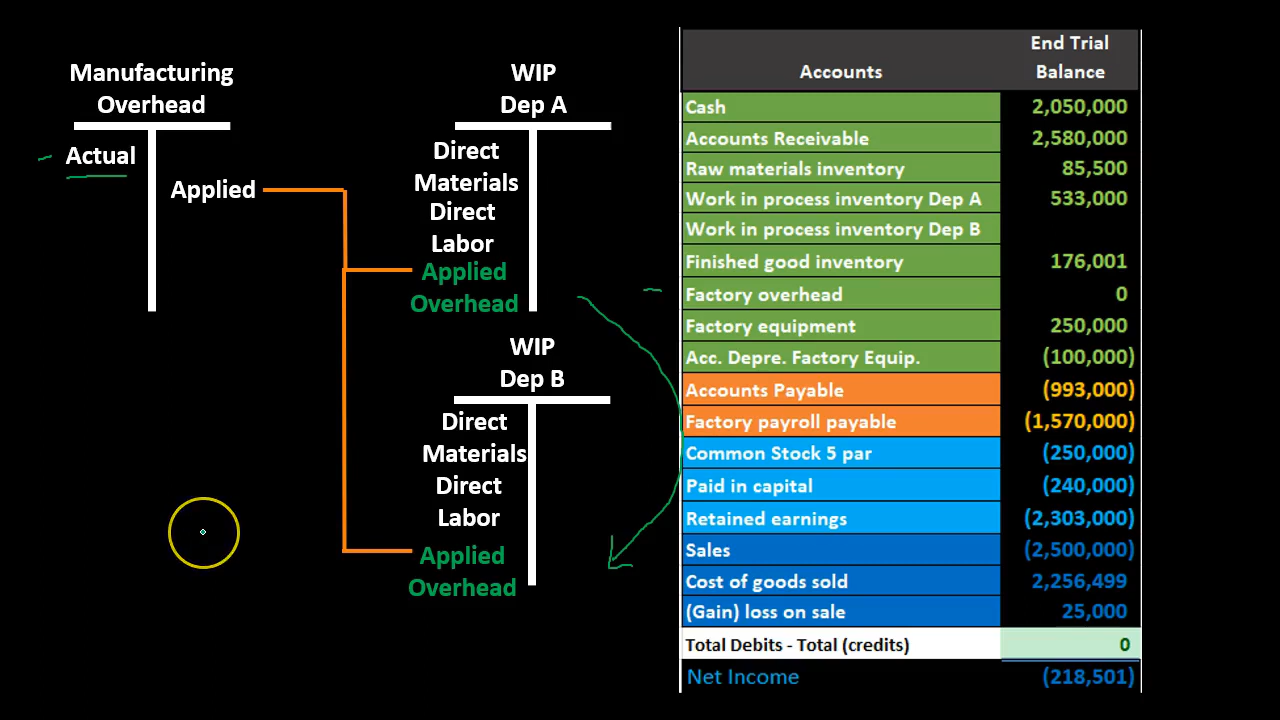 Manufacturing
Overhead
Actual
Applied
WIP
Dep A
Direct
Materials
Direct
Labor
Applied
Overhead
WIP
Dep B
Direct
Materials
Direct
Labor
Applied
Overhead
End Trial
Accounts Balance
Cash 2,050,000
Accounts Receivable 2,580,000
Raw materials inventory 85,500
Work in process inventory Dep A 533,000
Work in process inventory Dep B
Finished good inventory 176,001
Factory overhead 0
Factory equipment 250,000
Acc. Depre. Factory Equip. (100,000)
Accounts Payable (993,000)
Factory payroll payable (1,570,000)
Common Stock 5 par (250,000)
Paid in capital (240,000)
Retained earnings (2,303,000)
Sales (2,500,000)
Cost of goods sold 2,256,499
(Gain) loss on sale 25,000
Total Debits - Total (credits) 0
Net Income (218,501)